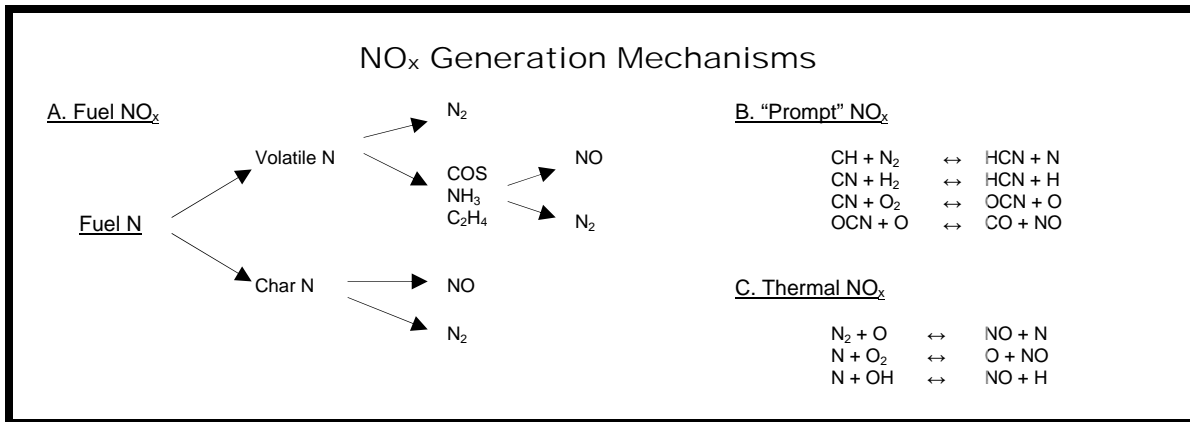 NOₓ Generation Mechanisms
A. Fuel NOₓ
N₂
Volatile N
COS
NH₃
C₂H₄
NO
N₂
Fuel N
Char N
NO
N₂
B. “Prompt” NOₓ
CH + N₂ ↔ HCN + N
CN + H₂ ↔ HCN + H
CN + O₂ ↔ OCN + O
OCN + O ↔ CO + NO
C. Thermal NOₓ
N₂ + O ↔ NO + N
N + O₂ ↔ O + NO
N + OH ↔ NO + H